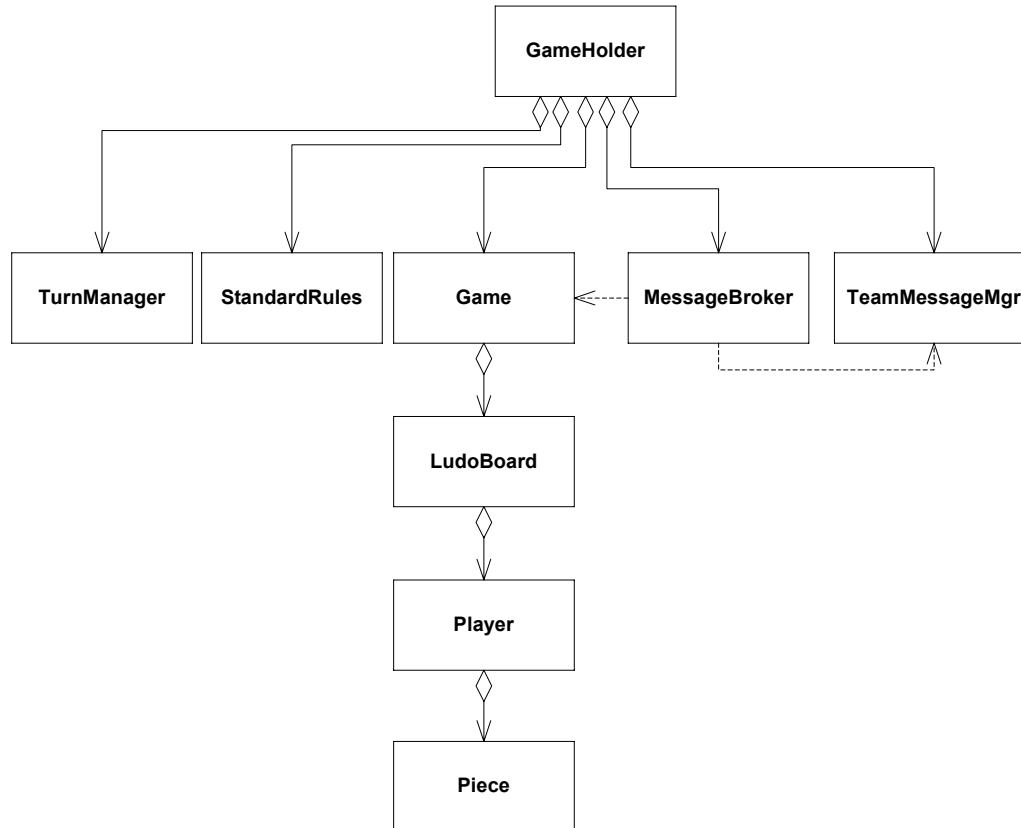 GameHolder
TurnManager
StandardRules
Game
MessageBroker
TeamMessageMgr
LudoBoard
Player
Piece